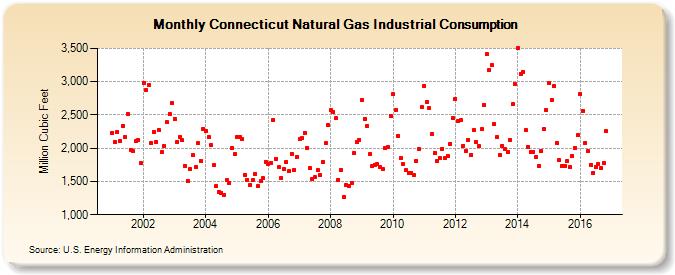 Monthly Connecticut Natural Gas Industrial Consumption
Million Cubic Feet
3,500
3,000
2,500
2,000
1,500
1,000
2002 2004 2006 2008 2010 2012 2014 2016
Source: U.S. Energy Information Administration